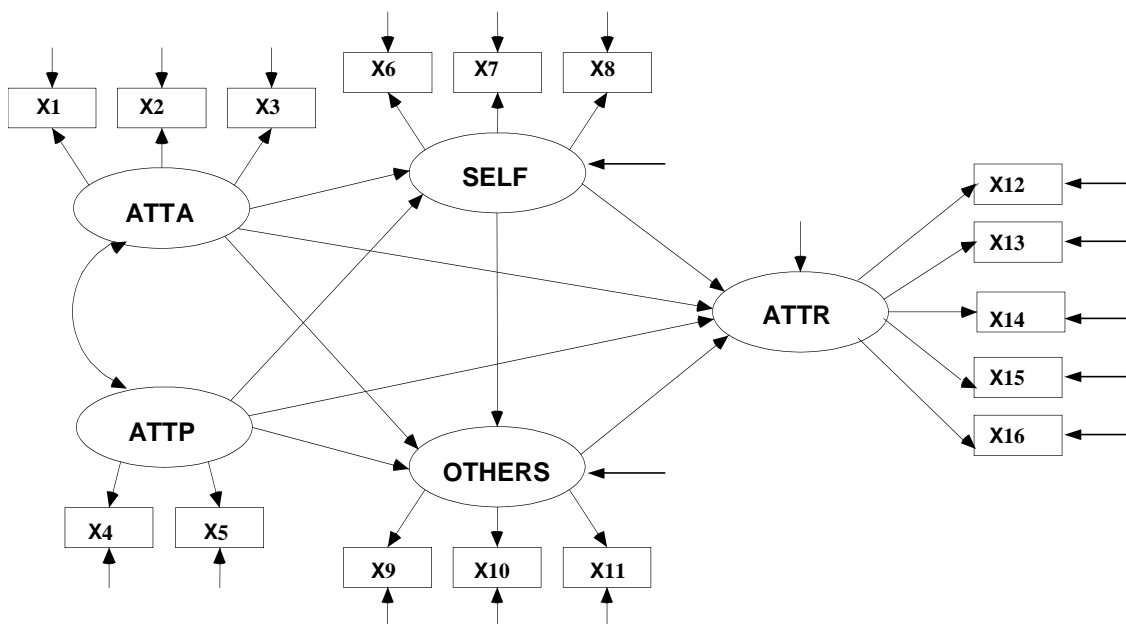 X6
X7
X8
X1
X2
X3
SELF
X12
ATTA
X13
ATTR
X14
X15
ATTP
X16
OTHERS
X4
X5
X9
X10
X11